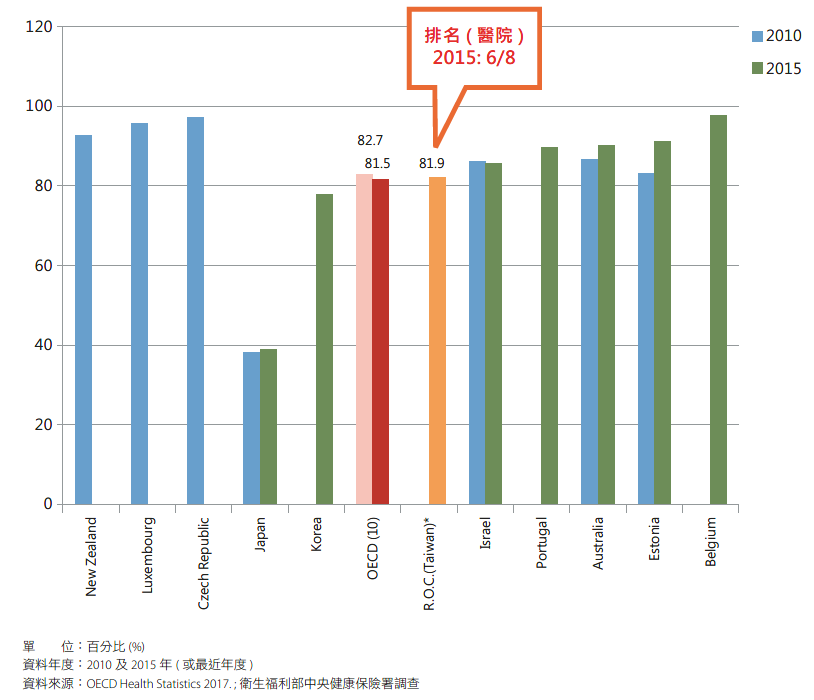 排名 ( 醫院 )
2015: 6/8
2010
2015
120
100
80
60
40
20
0
82.7
81.5
81.9
New Zealand
Luxembourg
Czech Republic
Japan
Korea
OECD (10)
R.O.C.(Taiwan)*
Israel
Portugal
Australia
Estonia
Belgium
單　　位：百分比 (%)
資料年度：2010 及 2015 年 ( 或最近年度 )
資料來源：OECD Health Statistics 2017. ; 衛生福利部中央健康保險署調查